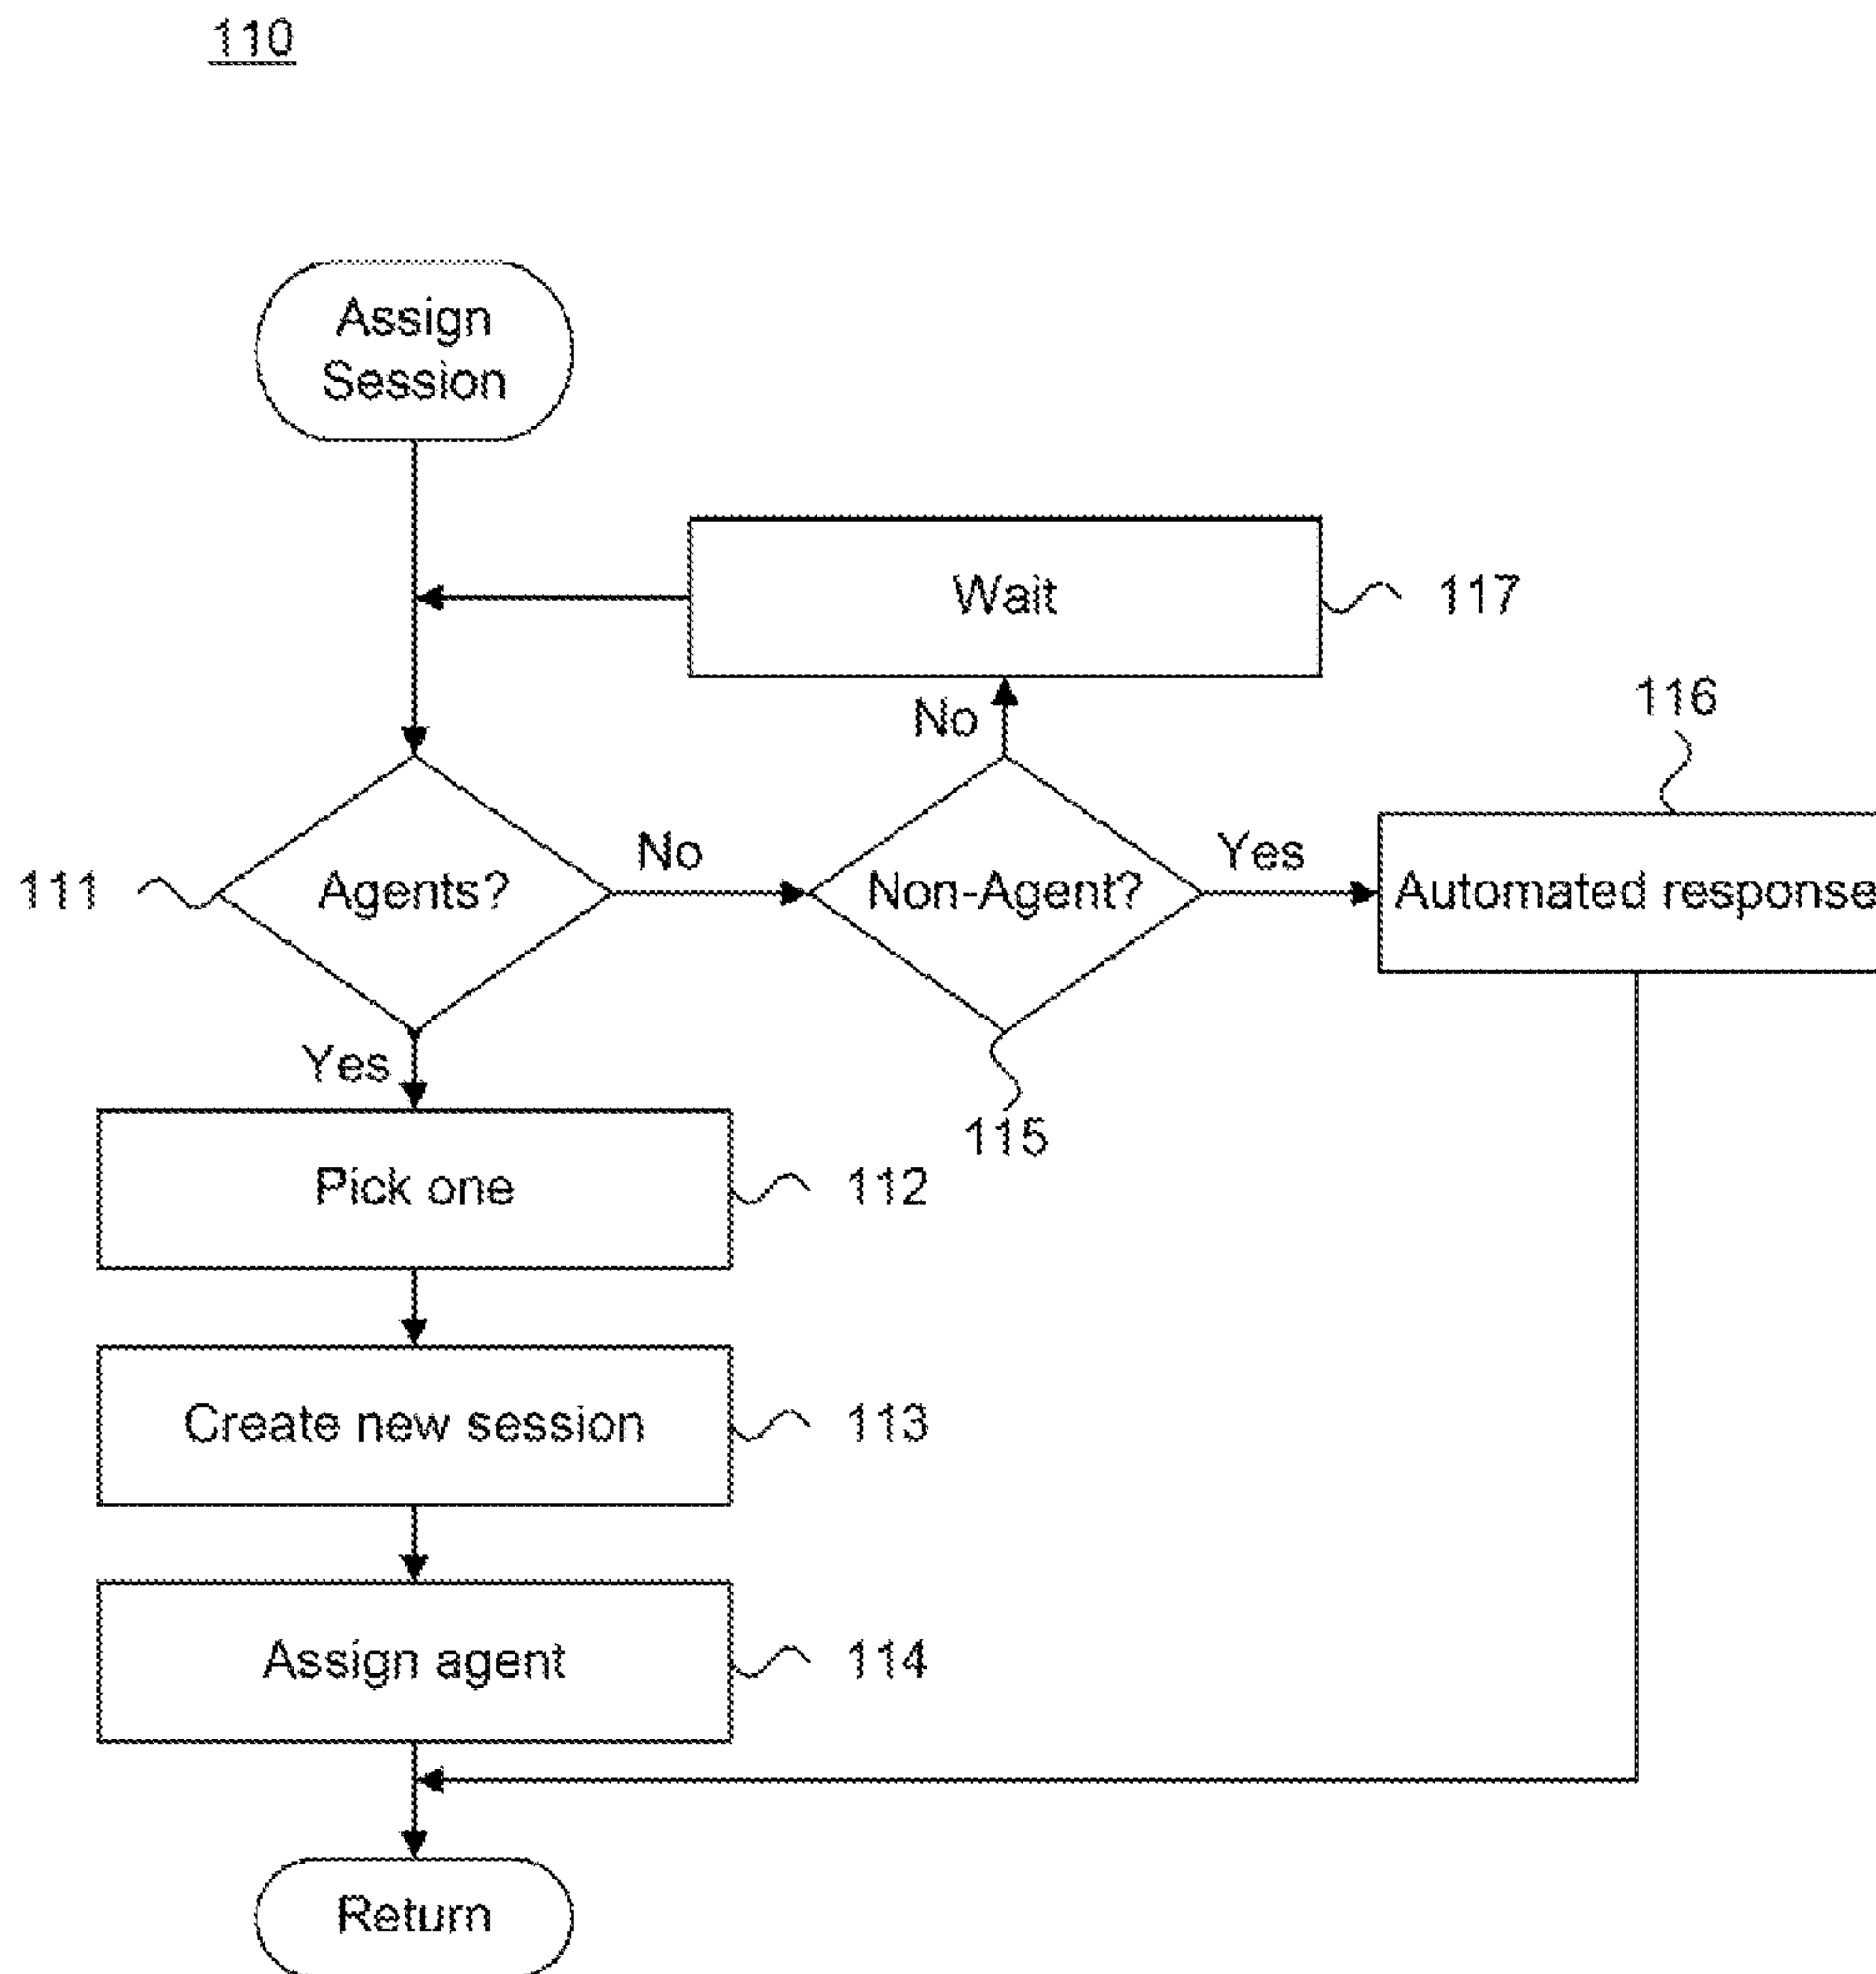 110
Assign
Session
Wait
117
No
116
111
Agents?
No
Non-Agent?
Yes
Automated response
Yes
115
Pick one
112
Create new session
113
Assign agent
114
Return